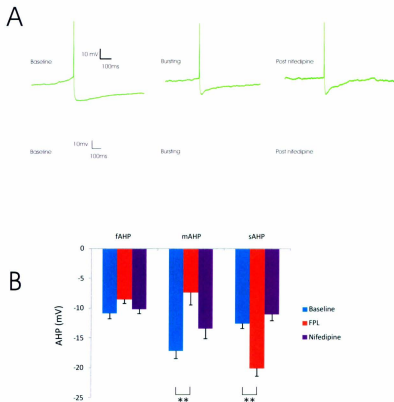 A
Baseline
10 mV
100ms
Bursting
Post nifedipine
Baseline
10mv
100ms
Bursting
Post nifedipine
fAHP mAHP sAHP
B
AHP (mV)
0
-5
-10
-15
-20
-25
Baseline
FPL
Nifedipine
** **